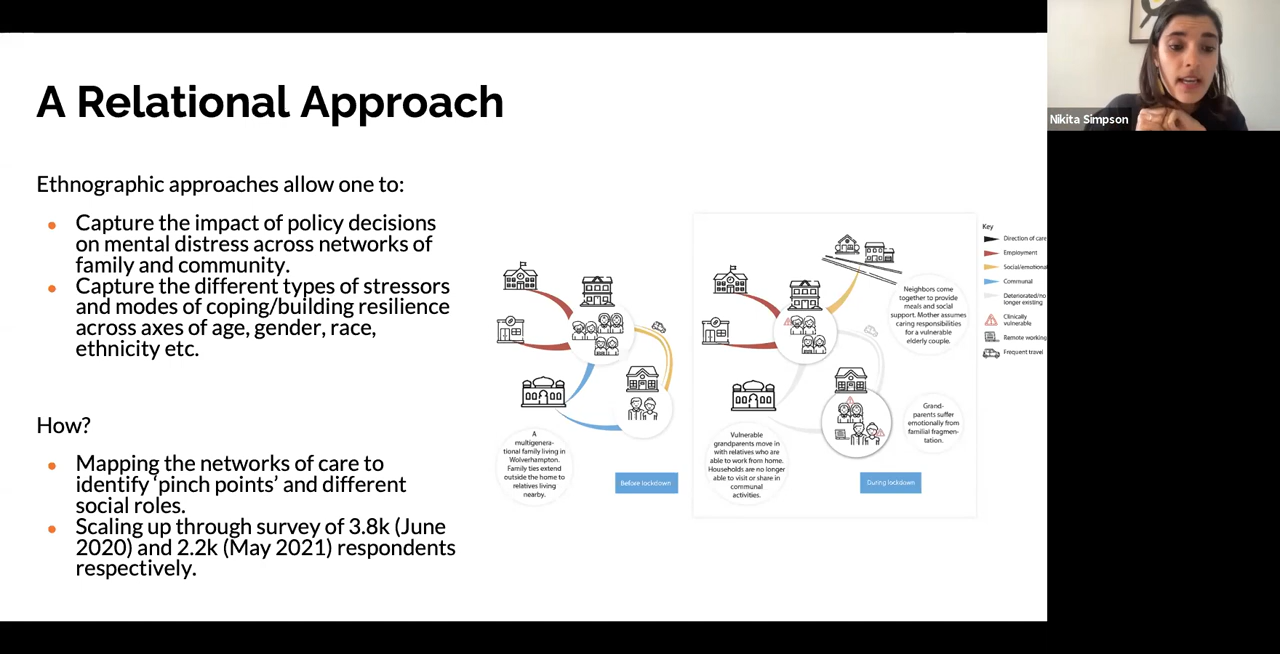 A Relational Approach
Ethnographic approaches allow one to:
Capture the impact of policy decisions
on mental distress across networks of
family and community.
Capture the different types of stressors
and modes of coping/building resilience
across axes of age, gender, race,
ethnicity etc.
How?
Mapping the networks of care to
identify ‘pinch points’ and different
social roles.
Scaling up through survey of 3.8k (June
2020) and 2.2k (May 2021) respondents
respectively.
A
multigenera-
tional family living in
Wolverhampton.
Family ties extend
outside the home to
relatives living
nearby.
Before lockdown
Neighbors come
together to provide
meals and social
support. Mother assumes
caring responsibilities
for a vulnerable
elderly couple.
Grand-
parents suffer
emotionally from
familial fragmen-
tation.
Vulnerable
grandparents move in
with relatives who are
able to work from home.
Households are no longer
able to visit or share in
communal
activities.
During lockdown
Key
Direction of care
Employment
Social/emotional
Communal
Deteriorated/no
longer existing
Clinically
vulnerable
Remote working
Frequent travel
Nikita Simpson